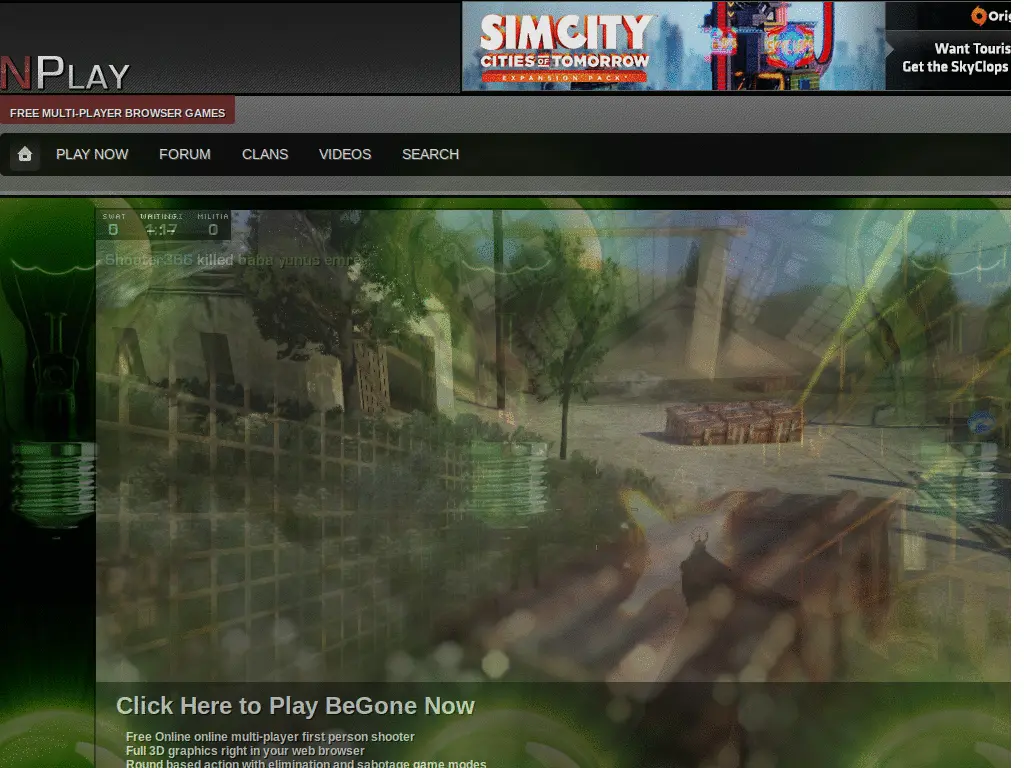 SIMCITY
CITIES OF TOMORROW
EXPANSION PACK
Want Touris
Get the SkyClops
NPLAY
FREE MULTI-PLAYER BROWSER GAMES
PLAY NOW FORUM CLANS VIDEOS SEARCH
SWAT WAITING: MILITIA
0 4:17 0
Shooter366 killed baba yunus emre
Click Here to Play BeGone Now
Free Online online multi-player first person shooter
Full 3D graphics right in your web browser
Round based action with elimination and sabotage game modes